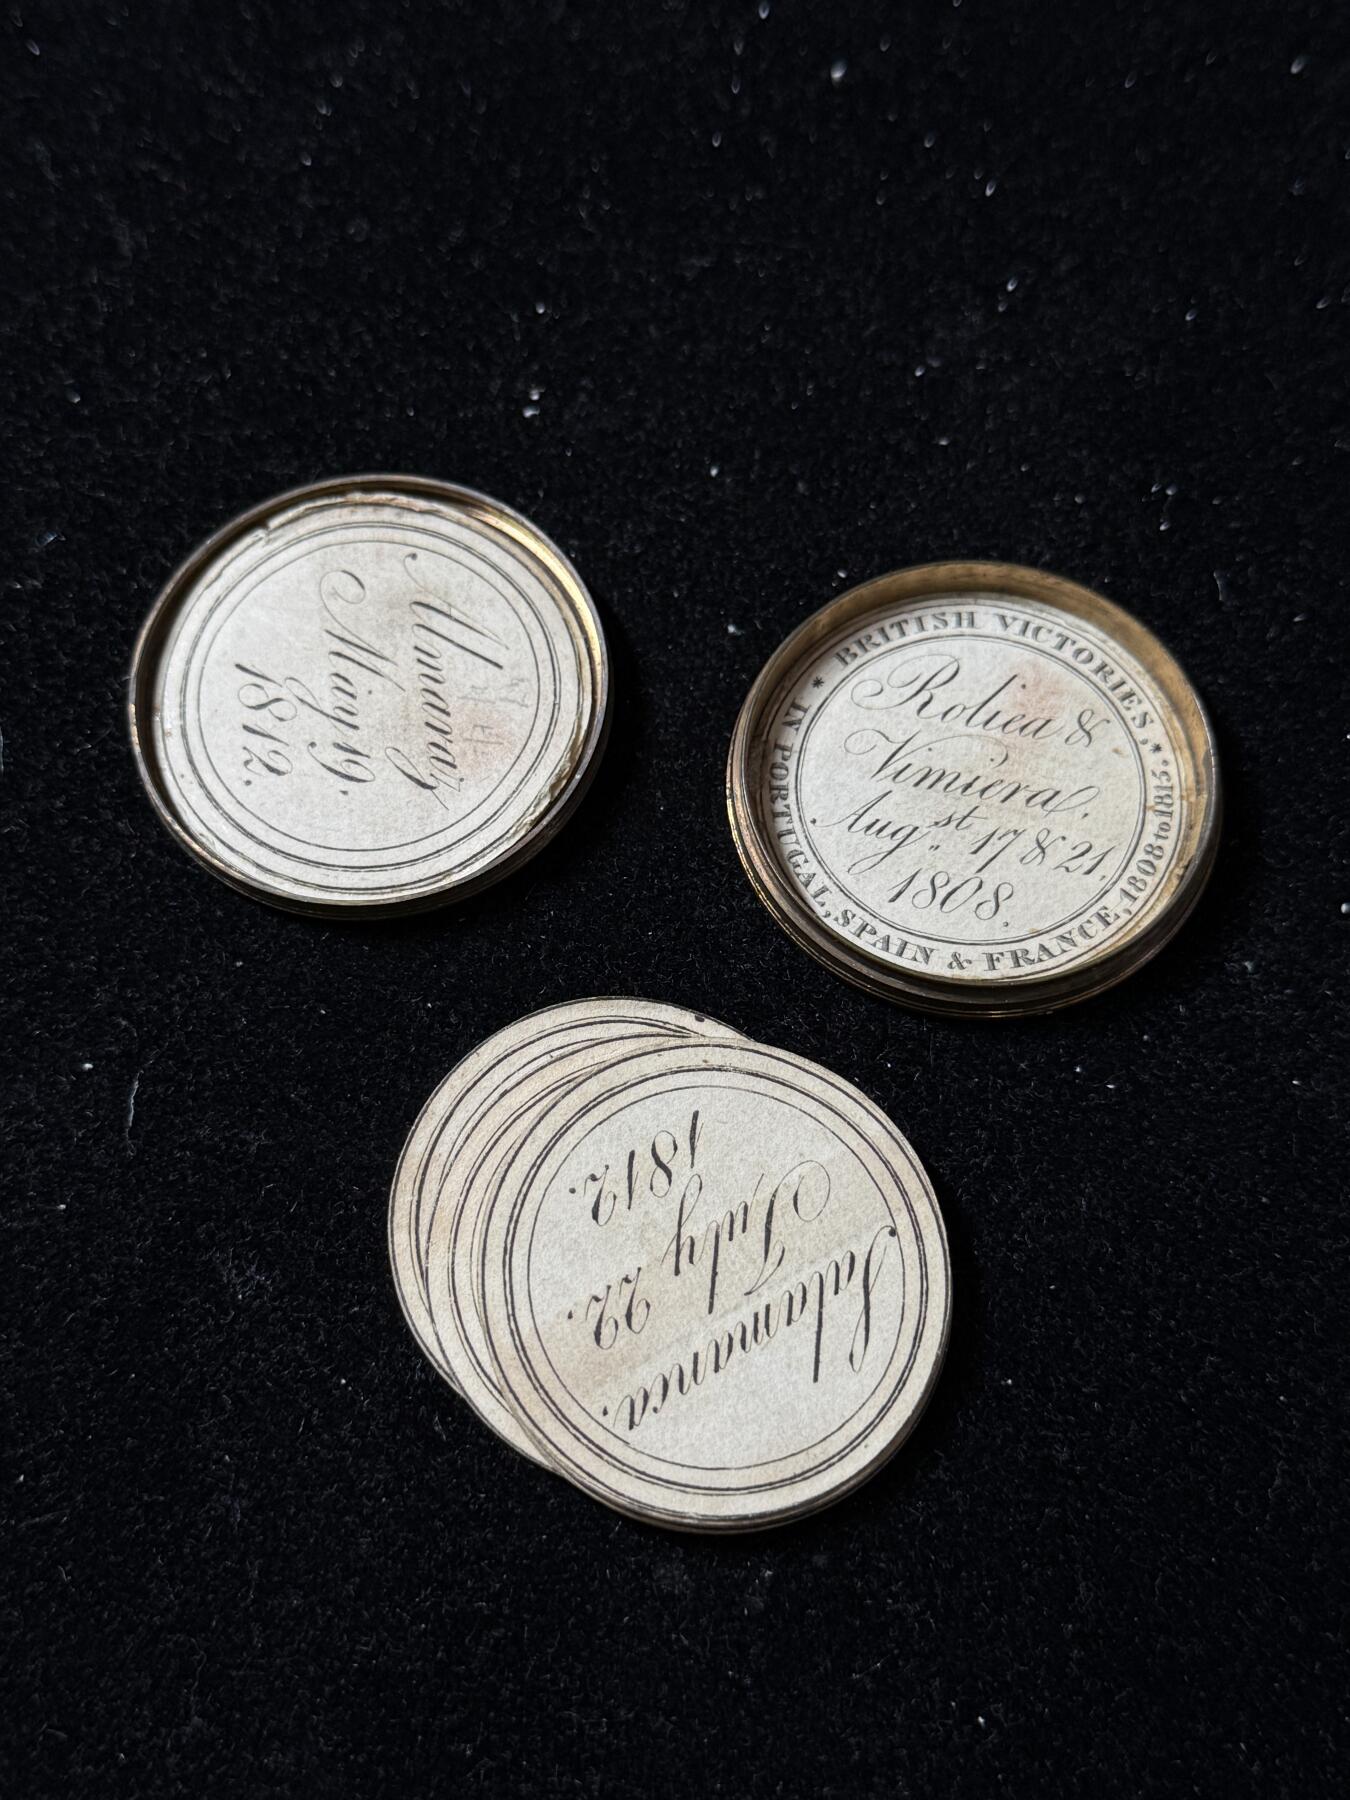 Almaraz
May 19.
1812.
* BRITISH VICTORIES, *
IN PORTUGAL, SPAIN & FRANCE, 1808 to 1815.
Roliea &
Vimiera,
Augst 17 & 21.
1808.
Salamanca.
July 22.
1812.